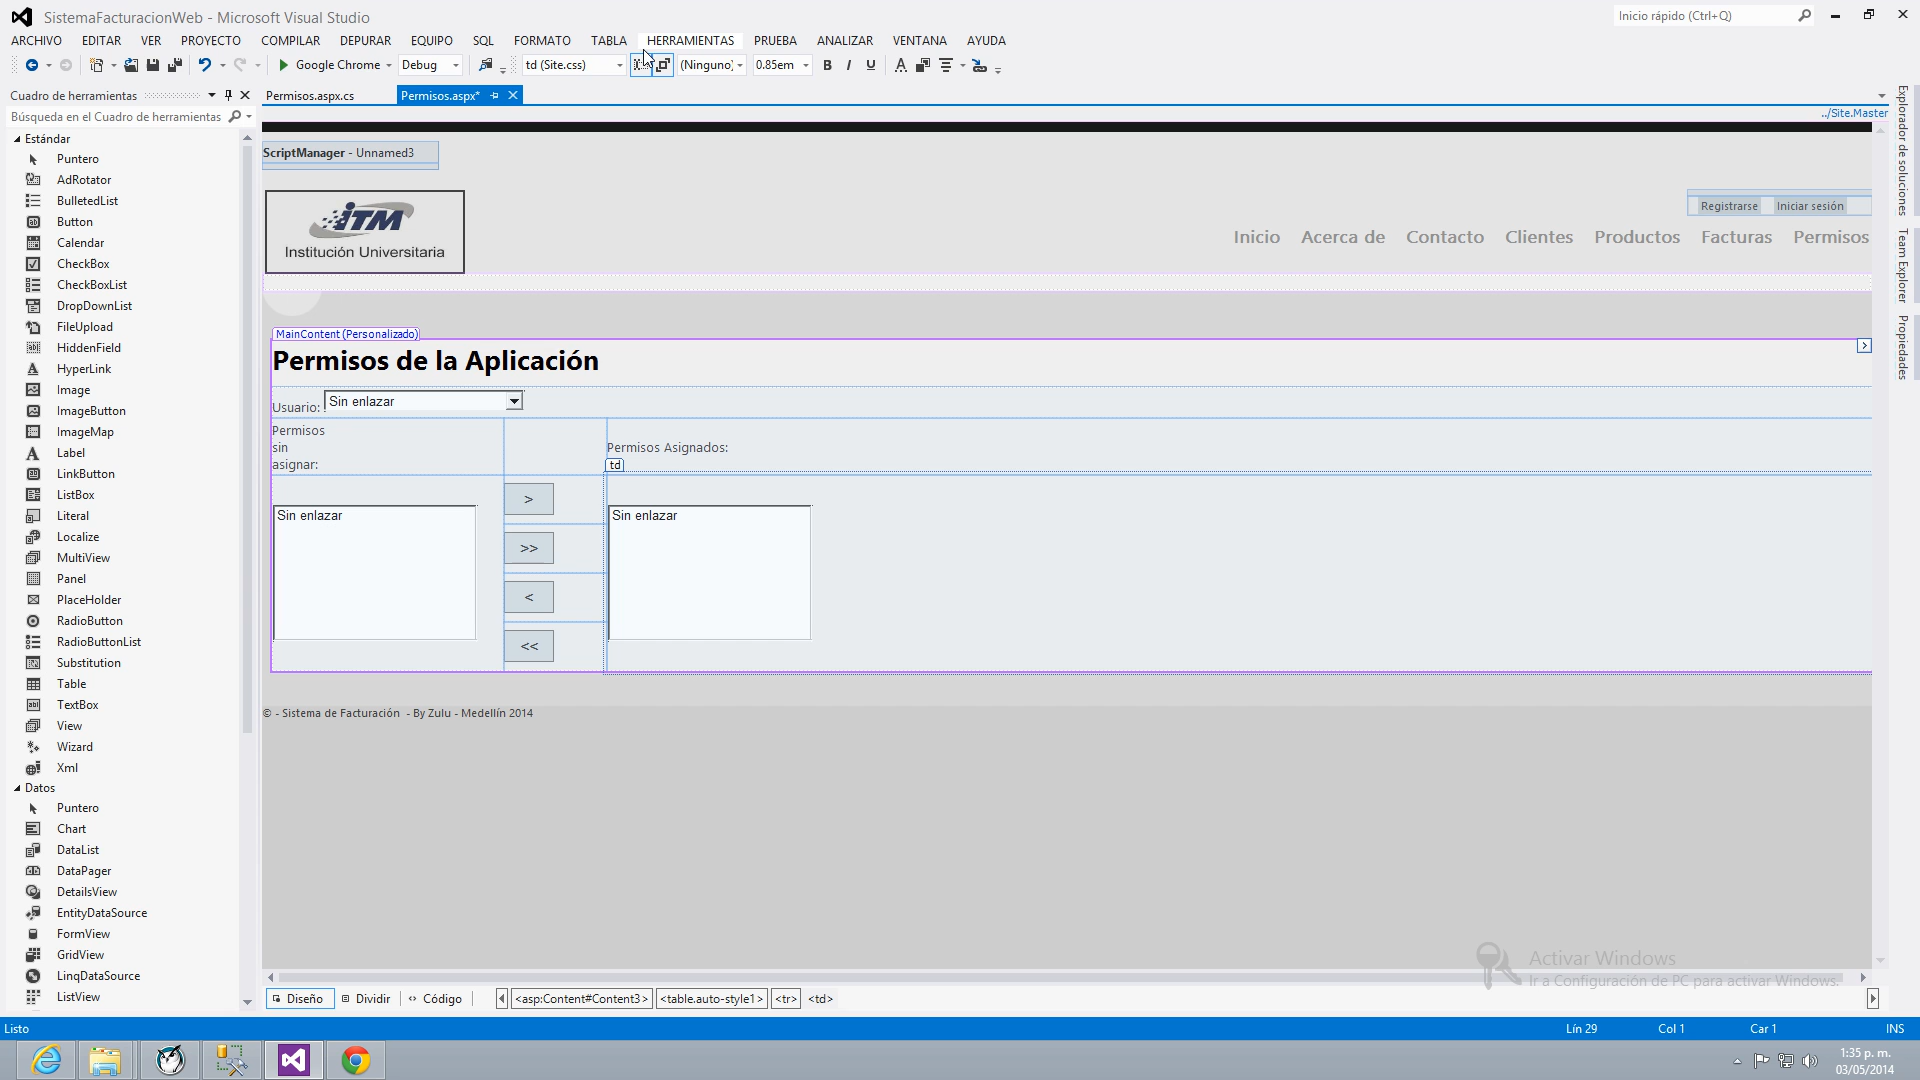 SistemaFacturacionWeb - Microsoft Visual Studio
Inicio rápido (Ctrl+Q)
ARCHIVO EDITAR VER PROYECTO COMPILAR DEPURAR EQUIPO SQL FORMATO TABLA HERRAMIENTAS PRUEBA ANALIZAR VENTANA AYUDA
Google Chrome Debug td (Site.css) (Ninguno) 0.85em B I U A
Cuadro de herramientas
Permisos.aspx.cs Permisos.aspx*
Búsqueda en el Cuadro de herramientas
../Site.Master
Explorador de soluciones
Team Explorer
Propiedades
Estándar
Puntero
AdRotator
BulletedList
Button
Calendar
CheckBox
CheckBoxList
DropDownList
FileUpload
HiddenField
HyperLink
Image
ImageButton
ImageMap
Label
LinkButton
ListBox
Literal
Localize
MultiView
Panel
PlaceHolder
RadioButton
RadioButtonList
Substitution
Table
TextBox
View
Wizard
Xml
Datos
Puntero
Chart
DataList
DataPager
DetailsView
EntityDataSource
FormView
GridView
LinqDataSource
ListView
ScriptManager - Unnamed3
iTM
Institución Universitaria
Registrarse Iniciar sesión
Inicio Acerca de Contacto Clientes Productos Facturas Permisos
MainContent (Personalizado)
Permisos de la Aplicación
Usuario: Sin enlazar
Permisos
sin
asignar:
Permisos Asignados:
td
Sin enlazar
>
>>
<
<<
Sin enlazar
© - Sistema de Facturación - By Zulu - Medellín 2014
Activar Windows
Ir a Configuración de PC para activar Windows.
Diseño Dividir Código <asp:Content#Content3> <table.auto-style1> <tr> <td>
Listo Lín 29 Col 1 Car 1 INS
1:35 p. m.
03/05/2014